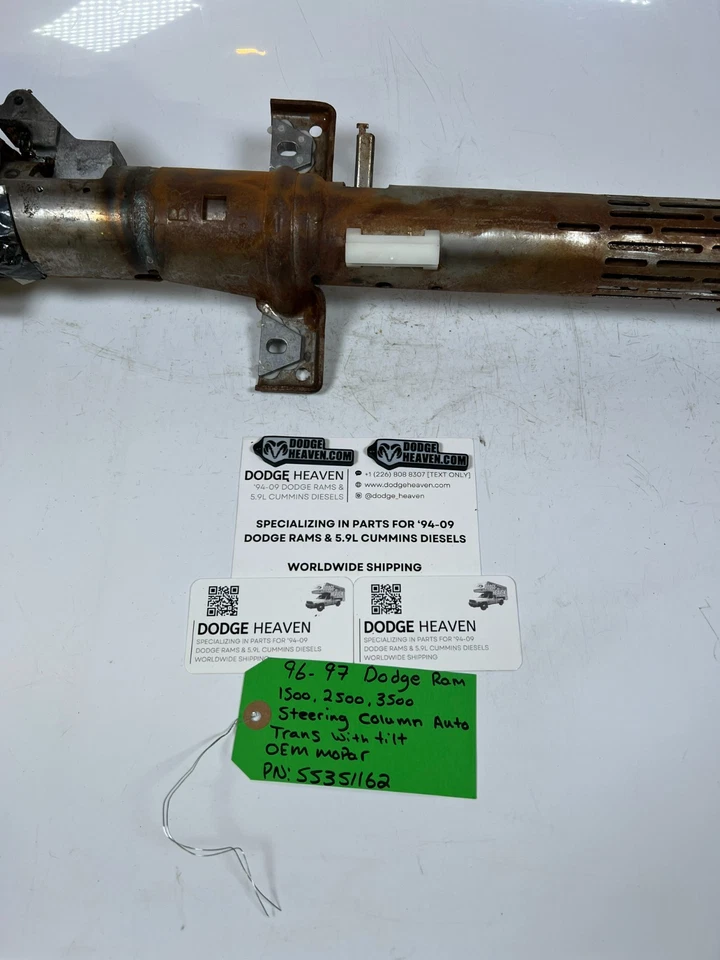 DODGE
HEAVEN.COM
DODGE
HEAVEN.COM
DODGE HEAVEN
'94-09 DODGE RAMS &
5.9L CUMMINS DIESELS
+1 (226) 808 8307 [TEXT ONLY]
www.dodgeheaven.com
@dodge_heaven
SPECIALIZING IN PARTS FOR '94-09
DODGE RAMS & 5.9L CUMMINS DIESELS
WORLDWIDE SHIPPING
DODGE HEAVEN
SPECIALIZING IN PARTS FOR '94-09
DODGE RAMS & 5.9L CUMMINS DIESELS
WORLDWIDE SHIPPING
DODGE HEAVEN
SPECIALIZING IN PARTS FOR '94-09
DODGE RAMS & 5.9L CUMMINS DIESELS
WORLDWIDE SHIPPING
96-97 Dodge Ram
1500, 2500, 3500
Steering Column Auto
Trans with tilt
OEM mopar
PN: 55351162